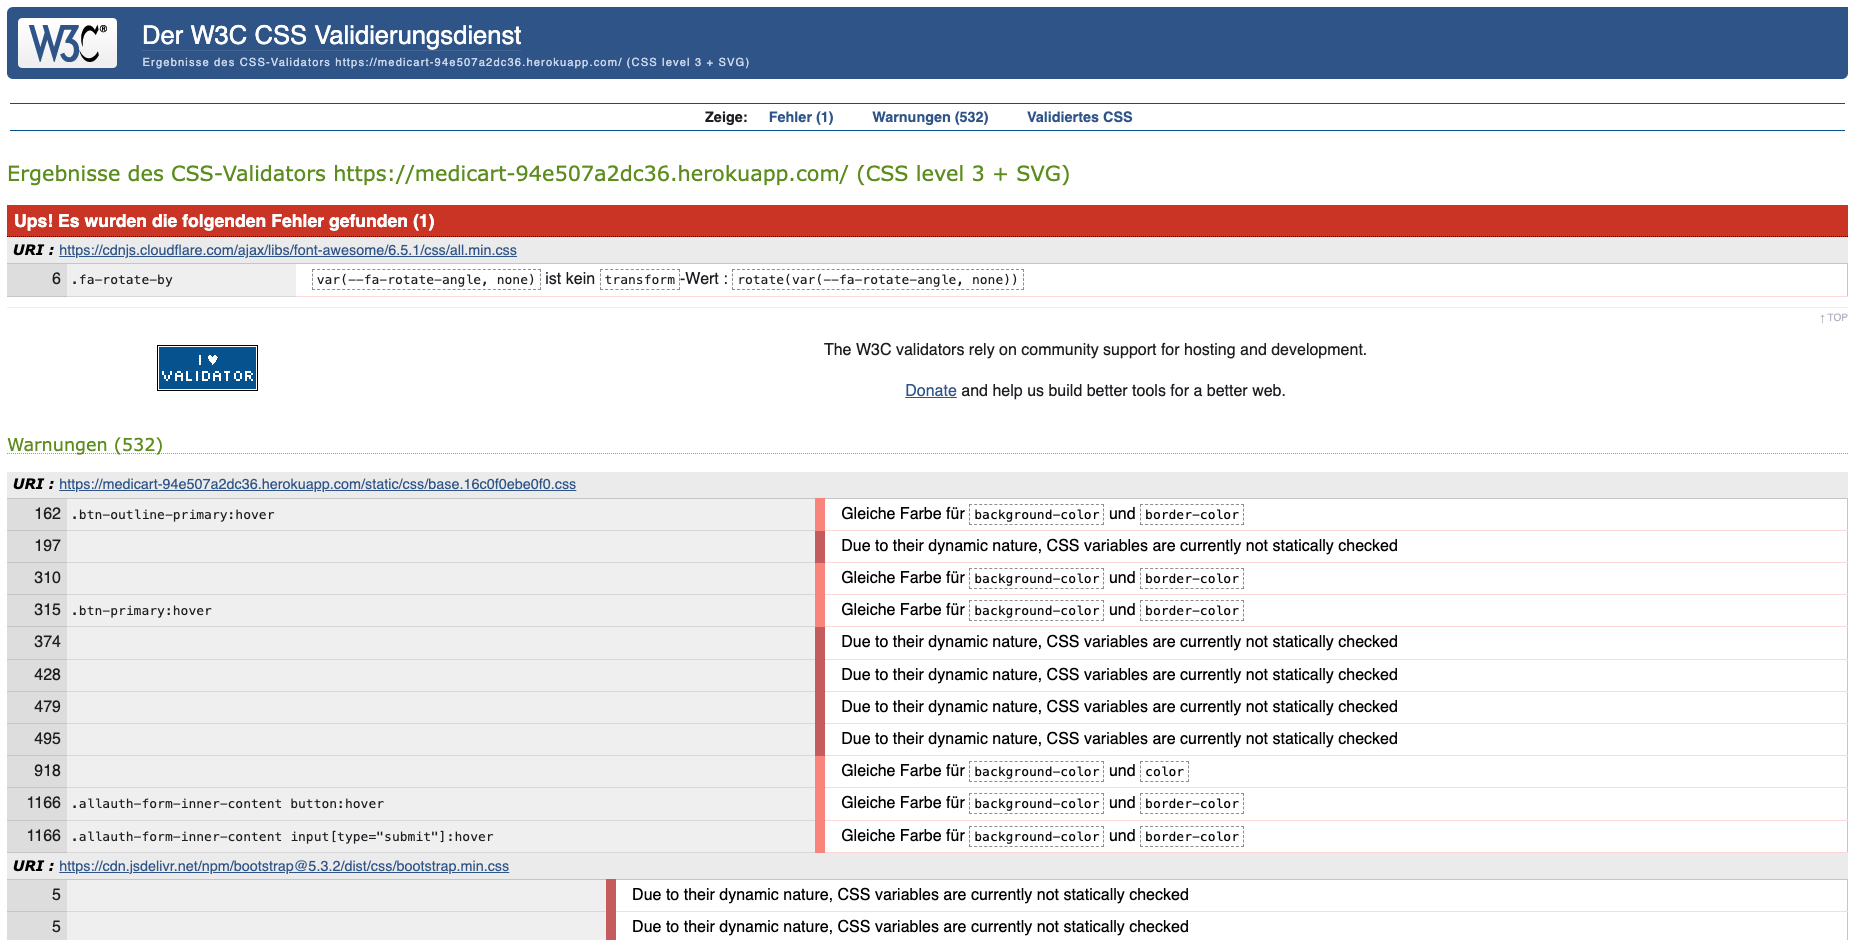 W3C®
Der W3C CSS Validierungsdienst
Ergebnisse des CSS-Validators https://medicart-94e507a2dc36.herokuapp.com/ (CSS level 3 + SVG)
Zeige: Fehler (1) Warnungen (532) Validiertes CSS
Ergebnisse des CSS-Validators https://medicart-94e507a2dc36.herokuapp.com/ (CSS level 3 + SVG)
Ups! Es wurden die folgenden Fehler gefunden (1)
URI : https://cdnjs.cloudflare.com/ajax/libs/font-awesome/6.5.1/css/all.min.css
6 .fa-rotate-by var(--fa-rotate-angle, none) ist kein transform-Wert : rotate(var(--fa-rotate-angle, none))
↑ TOP
I ♥ VALIDATOR
The W3C validators rely on community support for hosting and development.
Donate and help us build better tools for a better web.
Warnungen (532)
URI : https://medicart-94e507a2dc36.herokuapp.com/static/css/base.16c0f0ebe0f0.css
162 .btn-outline-primary:hover Gleiche Farbe für background-color und border-color
197 Due to their dynamic nature, CSS variables are currently not statically checked
310 Gleiche Farbe für background-color und border-color
315 .btn-primary:hover Gleiche Farbe für background-color und border-color
374 Due to their dynamic nature, CSS variables are currently not statically checked
428 Due to their dynamic nature, CSS variables are currently not statically checked
479 Due to their dynamic nature, CSS variables are currently not statically checked
495 Due to their dynamic nature, CSS variables are currently not statically checked
918 Gleiche Farbe für background-color und color
1166 .allauth-form-inner-content button:hover Gleiche Farbe für background-color und border-color
1166 .allauth-form-inner-content input[type="submit"]:hover Gleiche Farbe für background-color und border-color
URI : https://cdn.jsdelivr.net/npm/bootstrap@5.3.2/dist/css/bootstrap.min.css
5 Due to their dynamic nature, CSS variables are currently not statically checked
5 Due to their dynamic nature, CSS variables are currently not statically checked